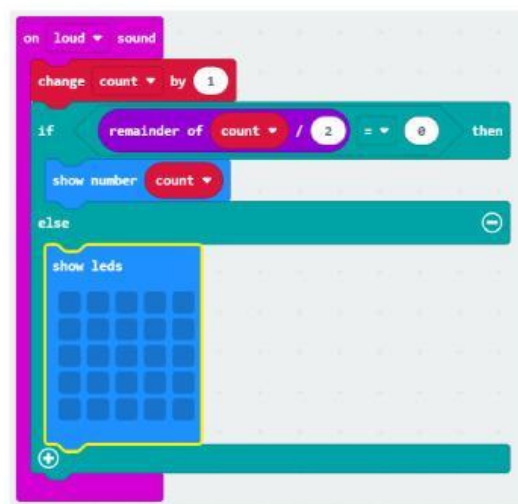 on loud sound
change count by 1
if remainder of count / 2 = 0 then
show number count
else
show leds